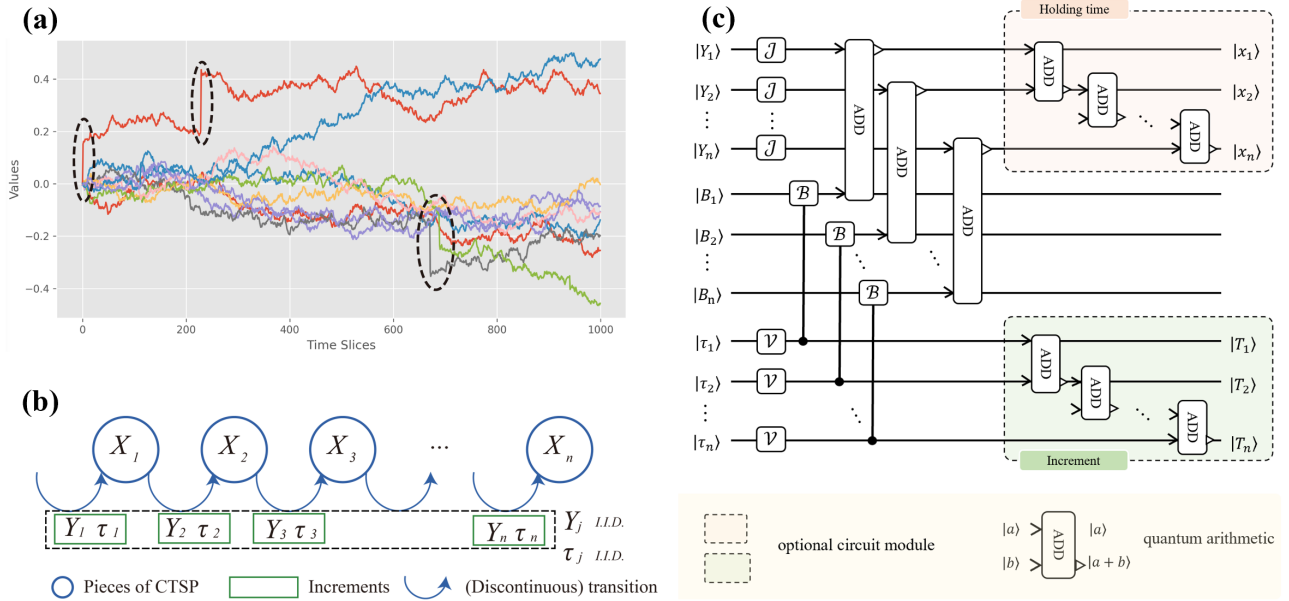 (a)
0.4
0.2
0.0
−0.2
−0.4
Values
0 200 400 600 800 1000
Time Slices
(b)
X1 X2 X3 ... Xn
Y1 τ1 Y2 τ2 Y3 τ3 Yn τn
Yj I.I.D.
τj I.I.D.
Pieces of CTSP Increments (Discontinuous) transition
(c)
Holding time
|Y1⟩ J ADD ADD |x1⟩
|Y2⟩ J ADD ADD |x2⟩
⋮ ⋮ ⋱ ⋮
|Yn⟩ J ADD ADD |xn⟩
|B1⟩ B
|B2⟩ B
⋮ ⋱ ⋱
|Bn⟩ B
|τ1⟩ V ADD |T1⟩
|τ2⟩ V ADD |T2⟩
⋮ ⋱ ⋱ ⋮
|τn⟩ V ADD |Tn⟩
Increment
optional circuit module
|a⟩ ADD |a⟩
|b⟩ |a + b⟩
quantum arithmetic